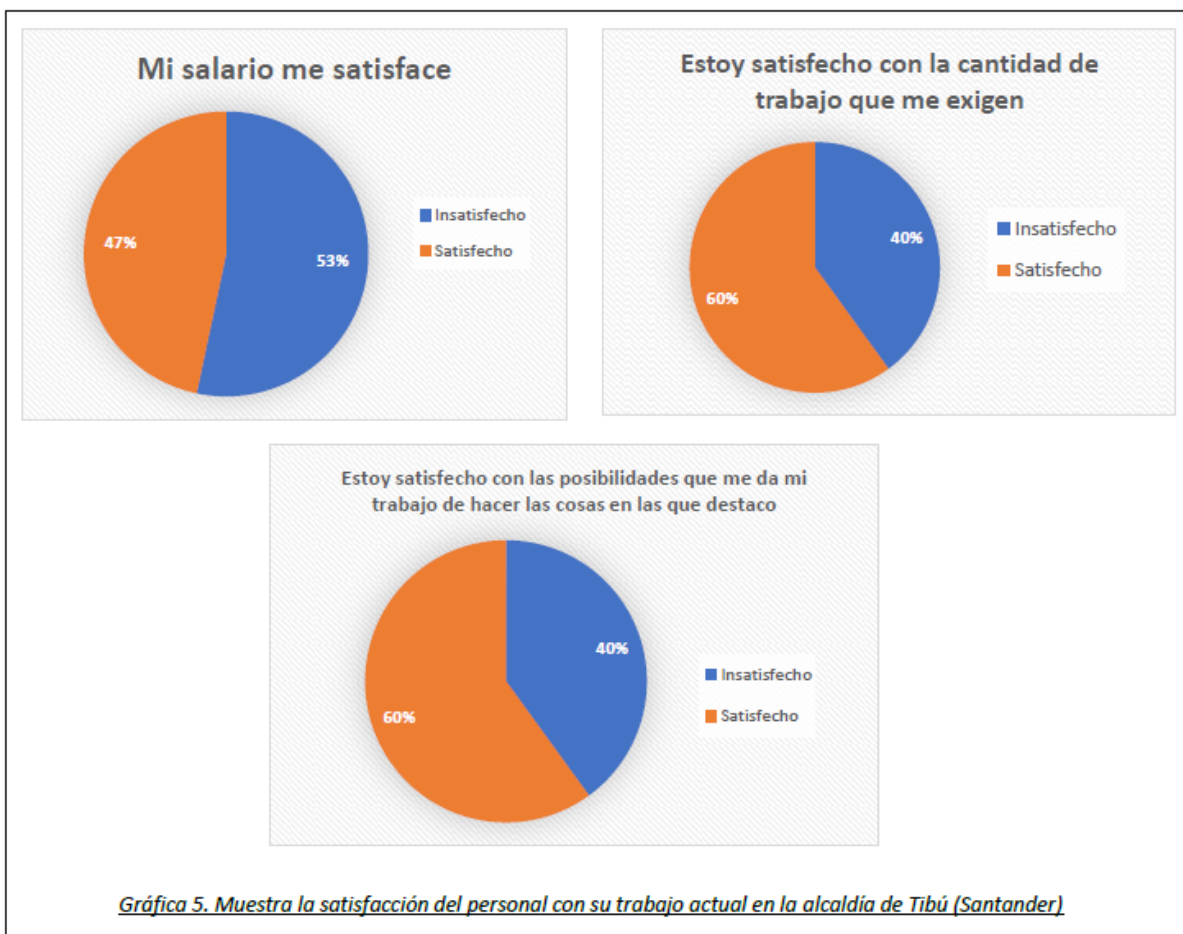 Mi salario me satisface
47%
53%
Insatisfecho
Satisfecho
Estoy satisfecho con la cantidad de
trabajo que me exigen
40%
60%
Insatisfecho
Satisfecho
Estoy satisfecho con las posibilidades que me da mi
trabajo de hacer las cosas en las que destaco
40%
60%
Insatisfecho
Satisfecho
Gráfica 5. Muestra la satisfacción del personal con su trabajo actual en la alcaldía de Tibú (Santander)